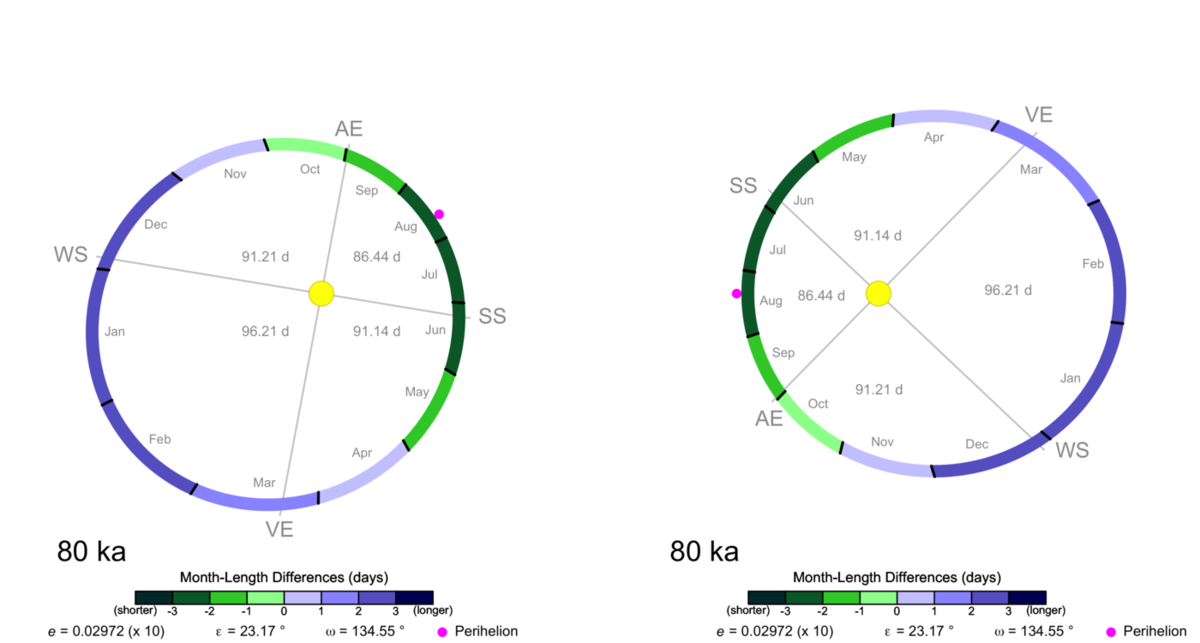 AE
Oct
Nov
Sep
Aug
Dec
WS
91.21 d
86.44 d
Jul
SS
Jan
96.21 d
91.14 d
Jun
May
Feb
Apr
Mar
VE
80 ka
Month-Length Differences (days)
(shorter) -3 -2 -1 0 1 2 3 (longer)
e = 0.02972 (x 10) ε = 23.17 ° ω = 134.55 ° Perihelion
VE
Apr
May
Mar
SS
Jun
91.14 d
Jul
Feb
Aug
86.44 d
96.21 d
Sep
Jan
91.21 d
AE
Oct
Nov
Dec
WS
80 ka
Month-Length Differences (days)
(shorter) -3 -2 -1 0 1 2 3 (longer)
e = 0.02972 (x 10) ε = 23.17 ° ω = 134.55 ° Perihelion